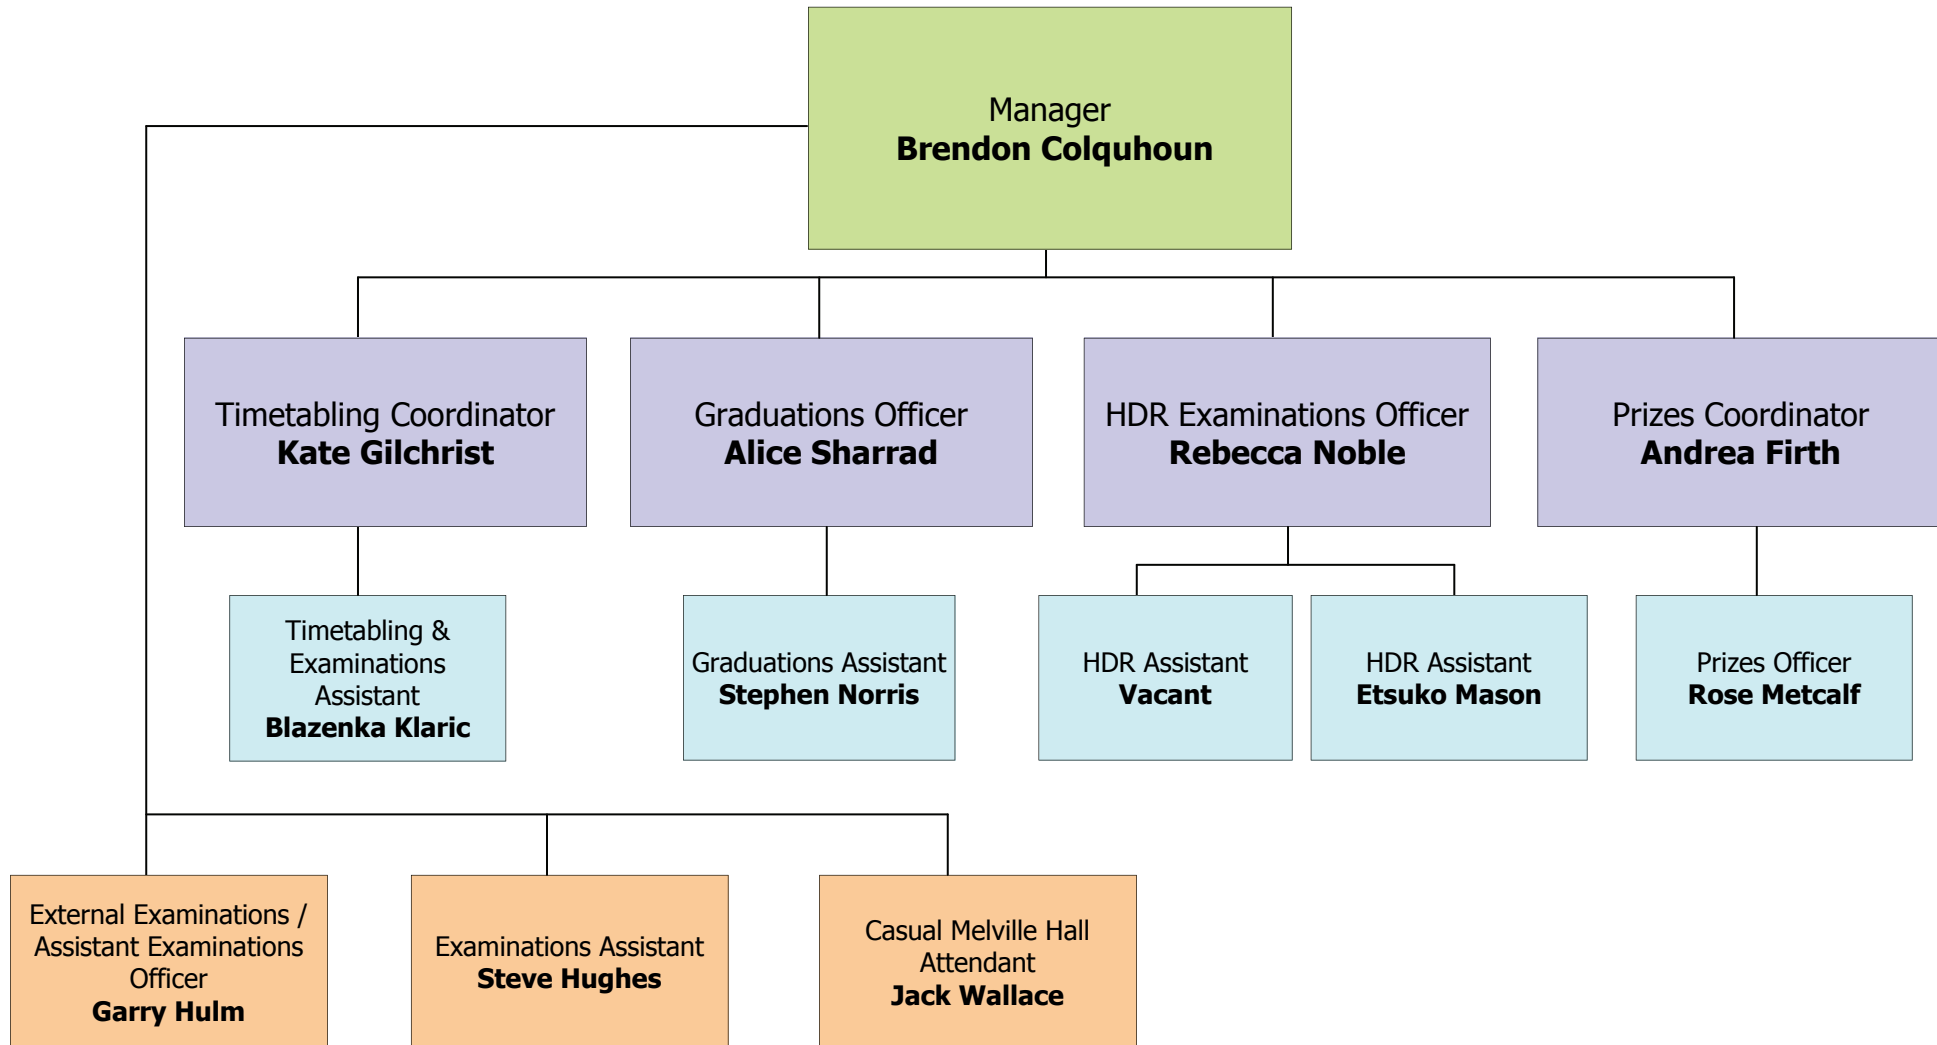 Manager
Brendon Colquhoun
Timetabling Coordinator
Kate Gilchrist
Graduations Officer
Alice Sharrad
HDR Examinations Officer
Rebecca Noble
Prizes Coordinator
Andrea Firth
Timetabling &
Examinations
Assistant
Blazenka Klaric
Graduations Assistant
Stephen Norris
HDR Assistant
Vacant
HDR Assistant
Etsuko Mason
Prizes Officer
Rose Metcalf
External Examinations /
Assistant Examinations
Officer
Garry Hulm
Examinations Assistant
Steve Hughes
Casual Melville Hall
Attendant
Jack Wallace